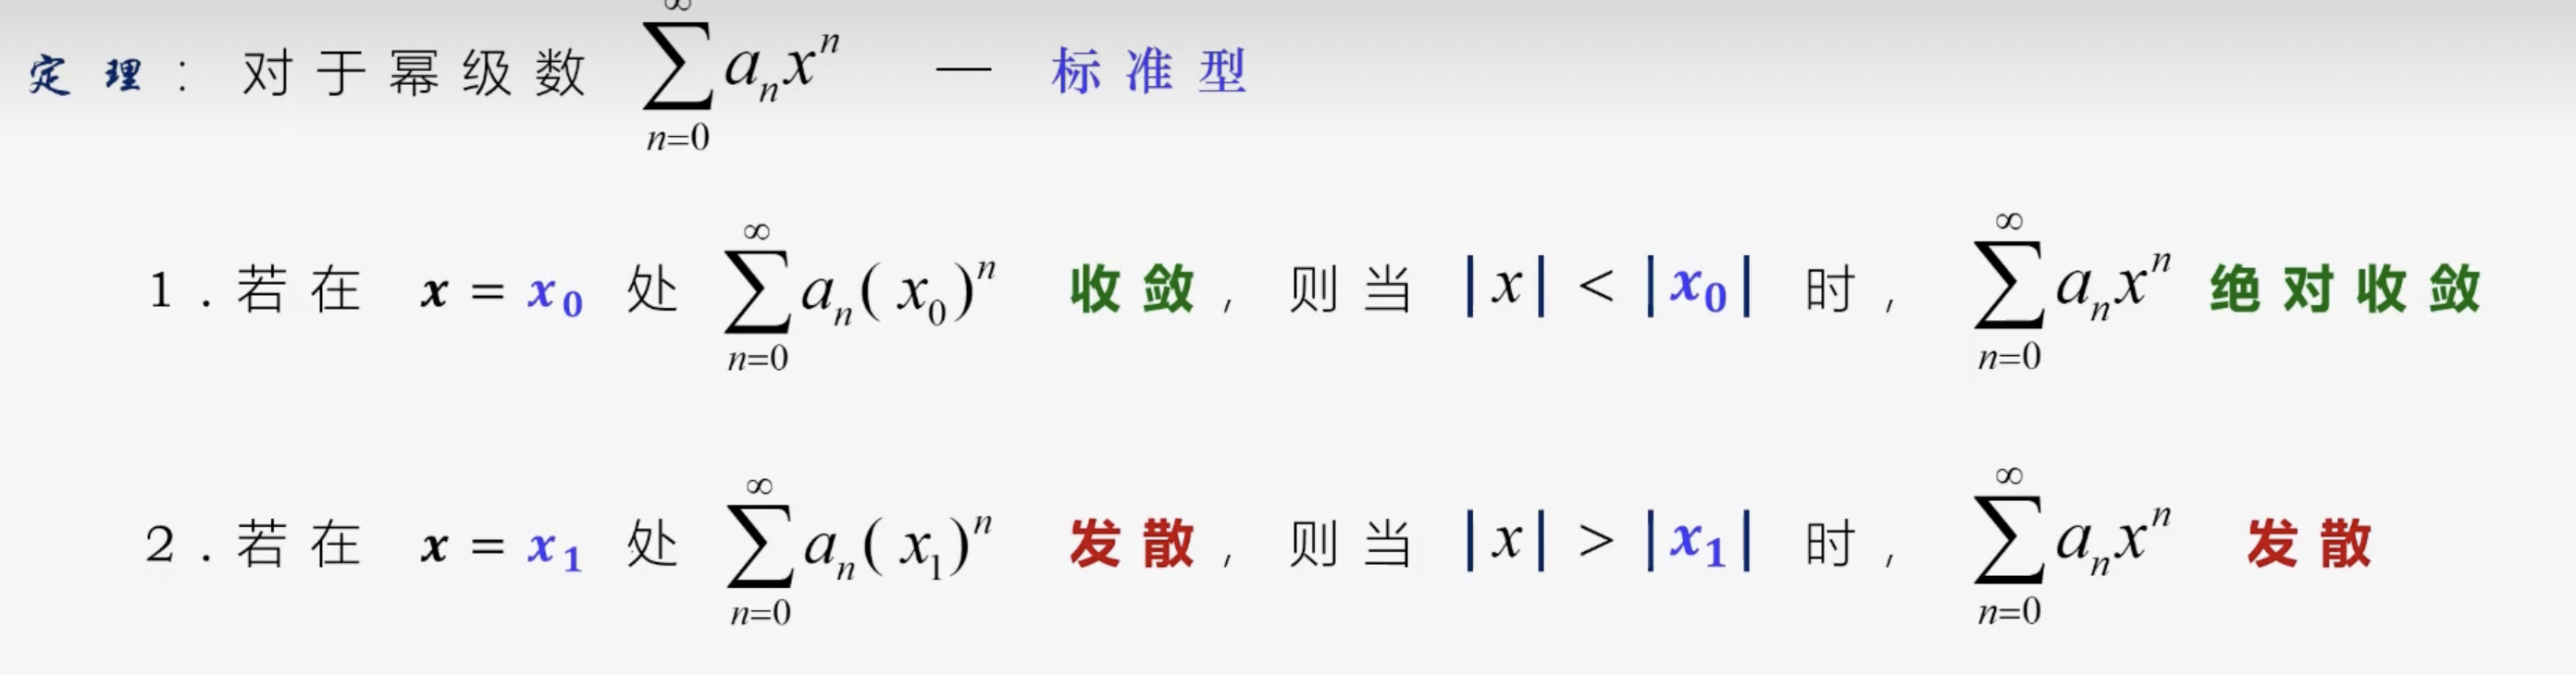 定理：对于幂级数 $\sum_{n=0}^{\infty} a_n x^n$ — 标准型
1. 若在 $x = x_0$ 处 $\sum_{n=0}^{\infty} a_n (x_0)^n$ 收敛，则当 $|x| < |x_0|$ 时，$\sum_{n=0}^{\infty} a_n x^n$ 绝对收敛
2. 若在 $x = x_1$ 处 $\sum_{n=0}^{\infty} a_n (x_1)^n$ 发散，则当 $|x| > |x_1|$ 时，$\sum_{n=0}^{\infty} a_n x^n$ 发散